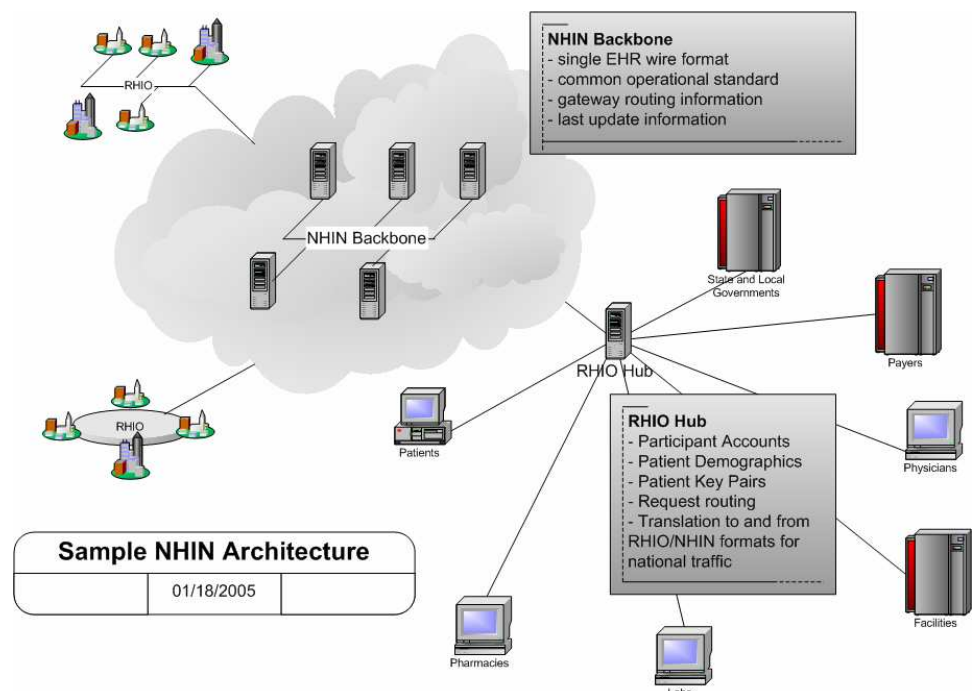 RHIO
NHIN Backbone
- single EHR wire format
- common operational standard
- gateway routing information
- last update information
NHIN Backbone
State and Local
Governments
Payers
RHIO Hub
RHIO
Patients
RHIO Hub
- Participant Accounts
- Patient Demographics
- Patient Key Pairs
- Request routing
- Translation to and from
RHIO/NHIN formats for
national traffic
Physicians
Sample NHIN Architecture
01/18/2005
Facilities
Pharmacies
Labs